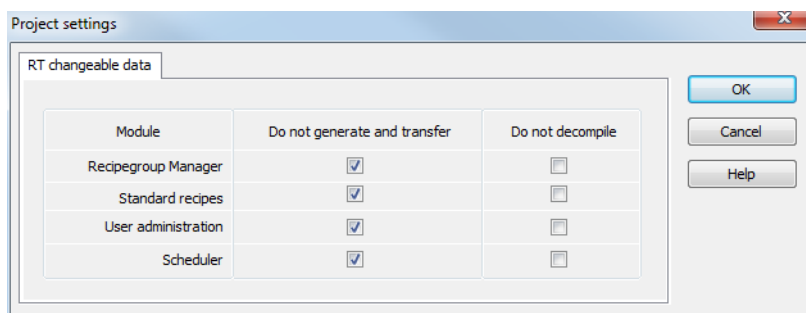 Project settings
RT changeable data
OK
Module Do not generate and transfer Do not decompile
Cancel
Recipegroup Manager
Help
Standard recipes
User administration
Scheduler